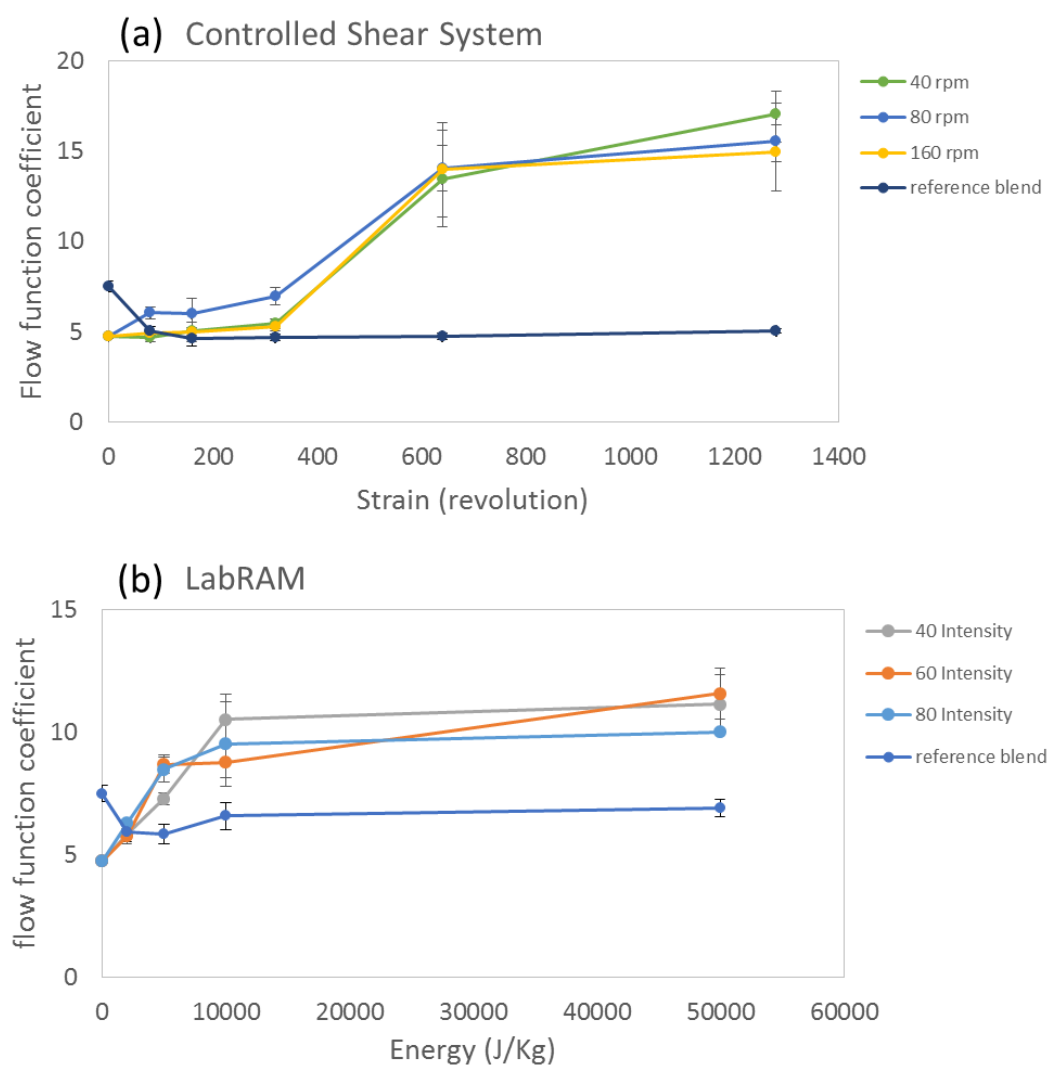 (a) Controlled Shear System
20
15
10
5
0
Flow function coefficient
0 200 400 600 800 1000 1200 1400
Strain (revolution)
40 rpm
80 rpm
160 rpm
reference blend
(b) LabRAM
15
10
5
0
flow function coefficient
0 10000 20000 30000 40000 50000 60000
Energy (J/Kg)
40 Intensity
60 Intensity
80 Intensity
reference blend